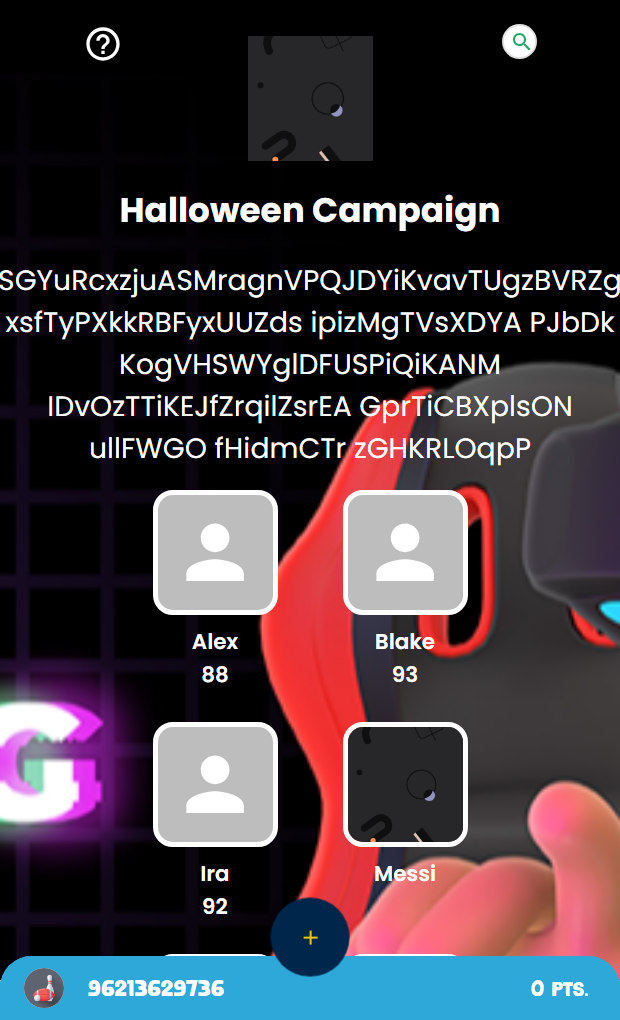 Halloween Campaign
SGYuRcxzjuASMragnVPQJDYiKvavTUgzBVRZg
xsfTyPXkkRBFyxUUZds ipizMgTVsXDYA PJbDk
KogVHSWYglDFUSPiQiKANM
IDvOzTTiKEJfZrqilZsrEA GprTiCBXplsON
ullFWGO fHidmCTr zGHKRLOqpP
Alex Blake
88 93
G
Ira Messi
92
+
96213629736 0 PTS.